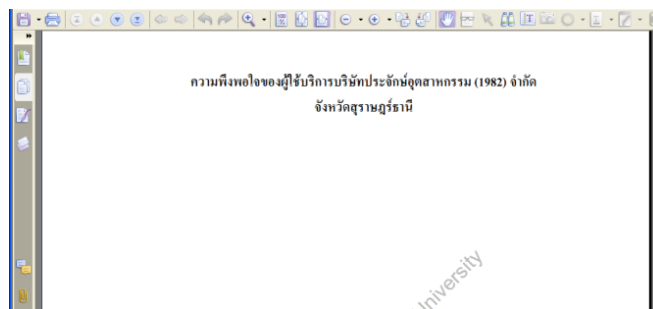 ความพึงพอใจของผู้ใช้บริการบริษัทประจักษ์อุตสาหกรรม (1982) จำกัด
จังหวัดสุราษฎร์ธานี